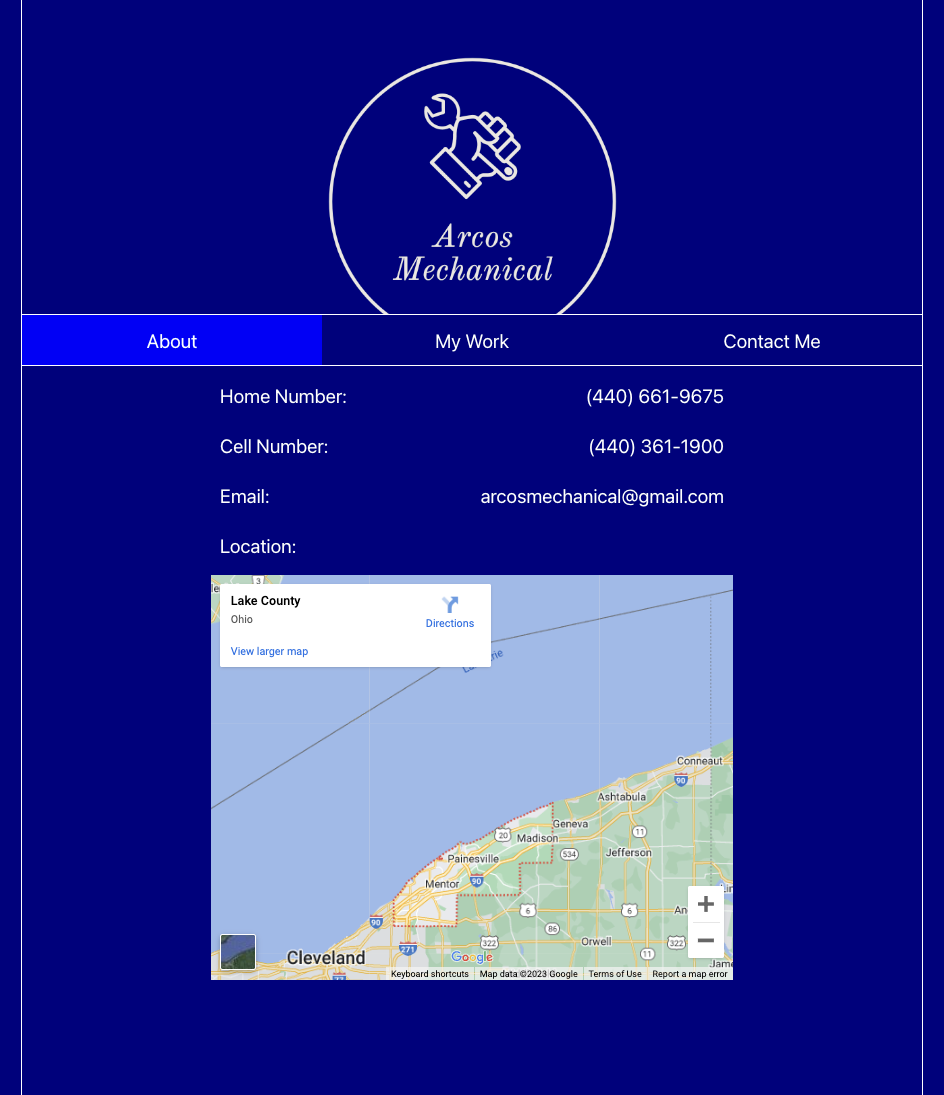 Arcos
Mechanical
About
My Work
Contact Me
Home Number:
(440) 661-9675
Cell Number:
(440) 361-1900
Email:
arcosmechanical@gmail.com
Location:
3
Lake County
Ohio
Directions
View larger map
Conneaut
90
Ashtabula
Geneva
20
Madison
11
534
Jefferson
Painesville
Mentor
90
6
6
90
86
271
322
Orwell
322
11
Cleveland
Google
77
Keyboard shortcuts
Map data ©2023 Google
Terms of Use
Report a map error